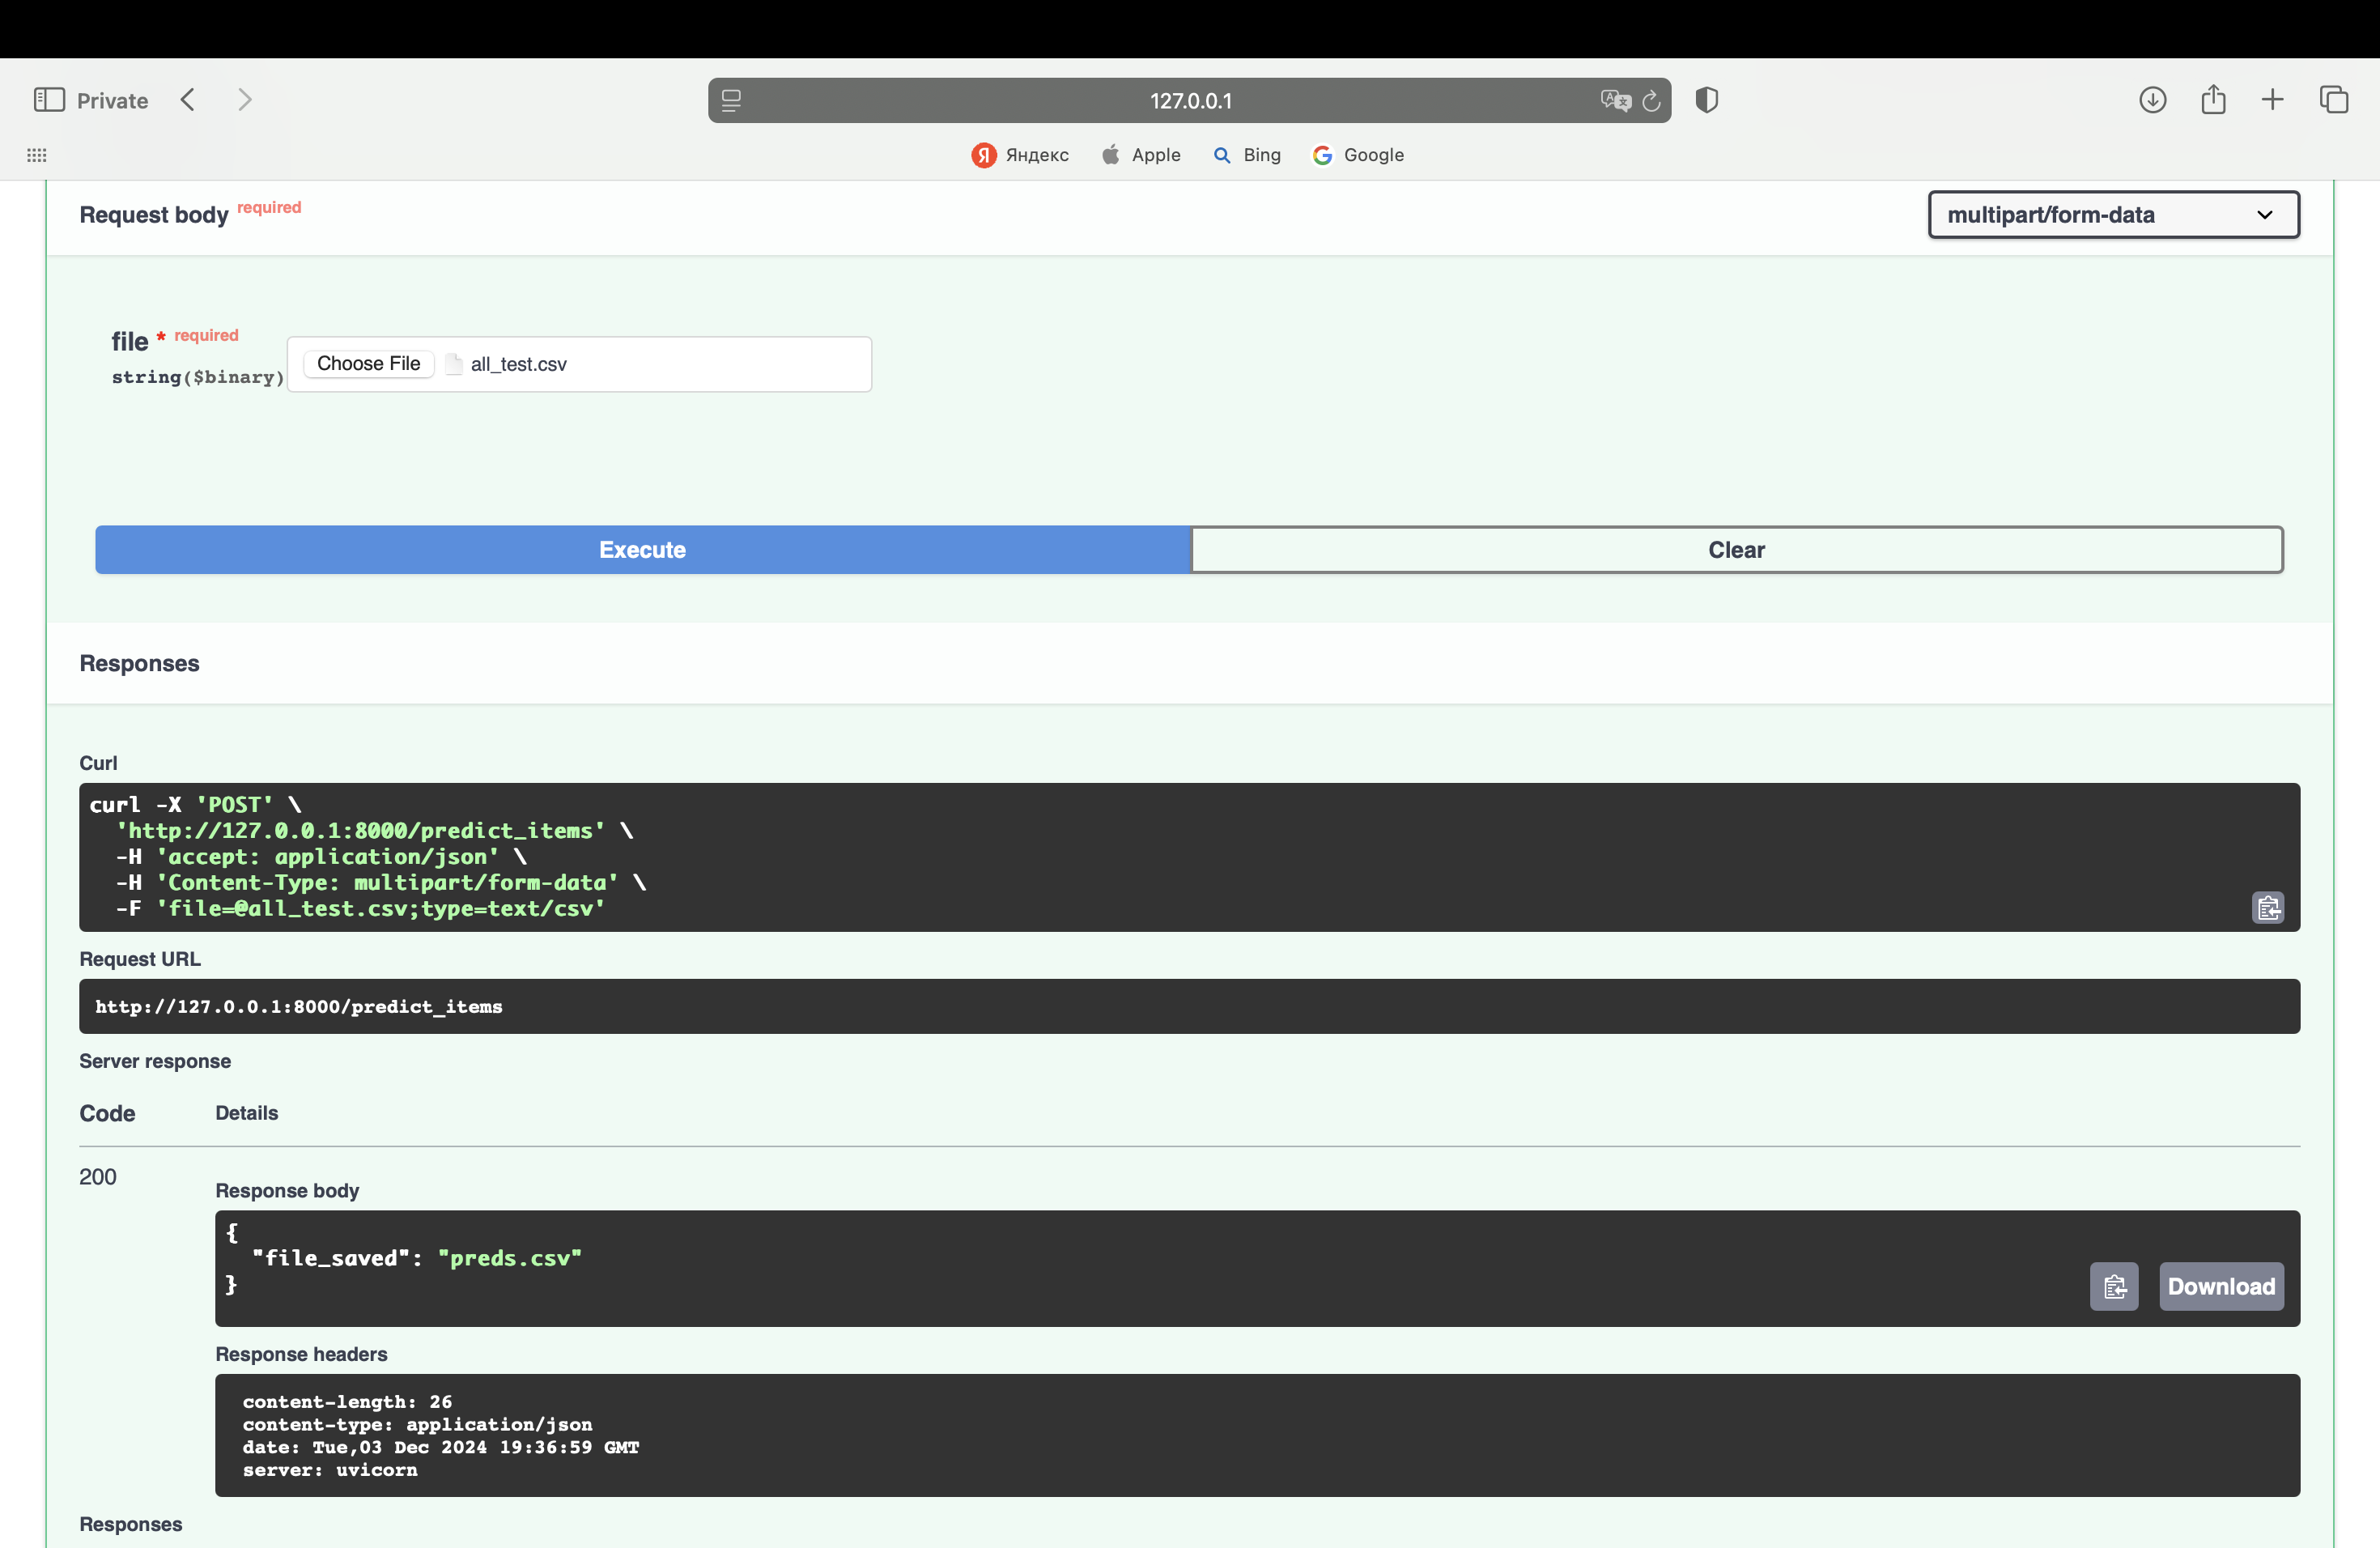 Private
127.0.0.1
Яндекс Apple Bing Google
Request body required
multipart/form-data
file * required
string($binary)
Choose File all_test.csv
Execute
Clear
Responses
Curl
curl -X 'POST' \
'http://127.0.0.1:8000/predict_items' \
-H 'accept: application/json' \
-H 'Content-Type: multipart/form-data' \
-F 'file=@all_test.csv;type=text/csv'
Request URL
http://127.0.0.1:8000/predict_items
Server response
Code Details
200
Response body
{
"file_saved": "preds.csv"
}
Download
Response headers
content-length: 26
content-type: application/json
date: Tue,03 Dec 2024 19:36:59 GMT
server: uvicorn
Responses